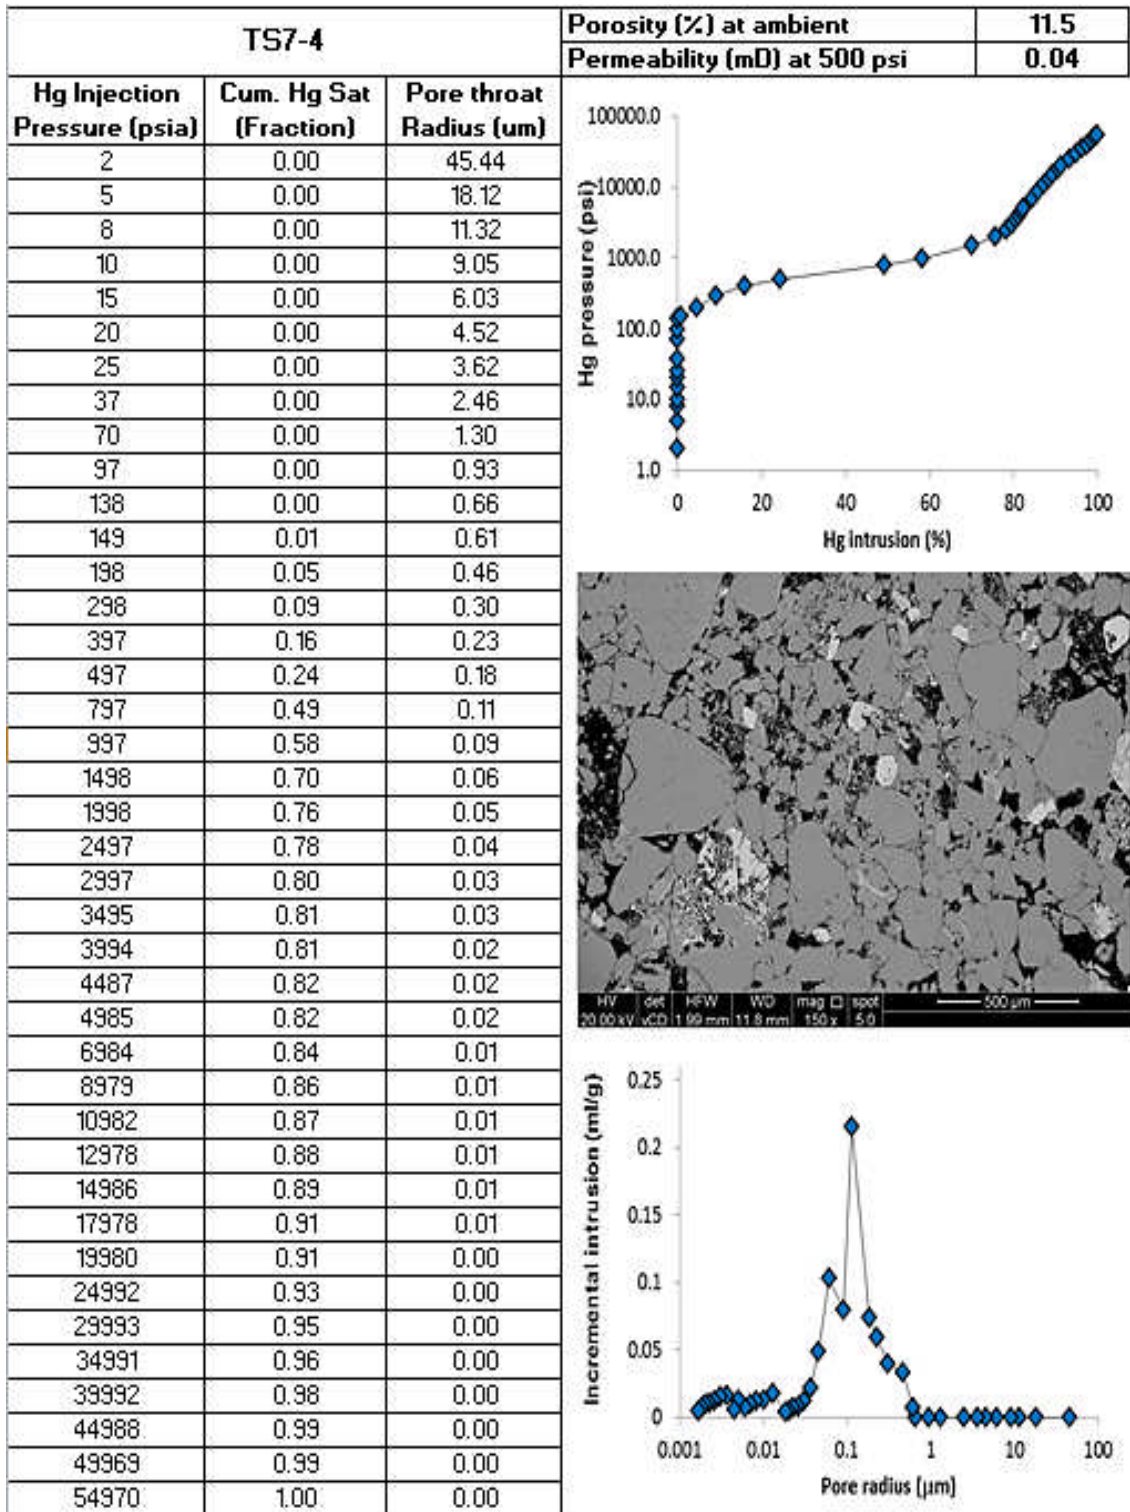 TS7-4
Porosity (%) at ambient 11.5
Permeability (mD) at 500 psi 0.04
Hg Injection Pressure (psia) Cum. Hg Sat (Fraction) Pore throat Radius (um)
2 0.00 45.44
5 0.00 18.12
8 0.00 11.32
10 0.00 9.05
15 0.00 6.03
20 0.00 4.52
25 0.00 3.62
37 0.00 2.46
70 0.00 1.30
97 0.00 0.93
138 0.00 0.66
149 0.01 0.61
198 0.05 0.46
298 0.09 0.30
397 0.16 0.23
497 0.24 0.18
797 0.49 0.11
997 0.58 0.09
1498 0.70 0.06
1998 0.76 0.05
2497 0.78 0.04
2997 0.80 0.03
3495 0.81 0.03
3994 0.81 0.02
4487 0.82 0.02
4985 0.82 0.02
6984 0.84 0.01
8979 0.86 0.01
10982 0.87 0.01
12978 0.88 0.01
14986 0.89 0.01
17978 0.91 0.01
19980 0.91 0.00
24992 0.93 0.00
29993 0.95 0.00
34991 0.96 0.00
39992 0.98 0.00
44988 0.99 0.00
49969 0.99 0.00
54970 1.00 0.00
Hg pressure (psi)
100000.0
10000.0
1000.0
100.0
10.0
1.0
0 20 40 60 80 100
Hg intrusion (%)
HV det HFW WD mag □ spot
20.00 kV vCD 1.99 mm 11.8 mm 150 x 5.0
500 µm
Incremental intrusion (ml/g)
0.25
0.2
0.15
0.1
0.05
0
0.001 0.01 0.1 1 10 100
Pore radius (µm)